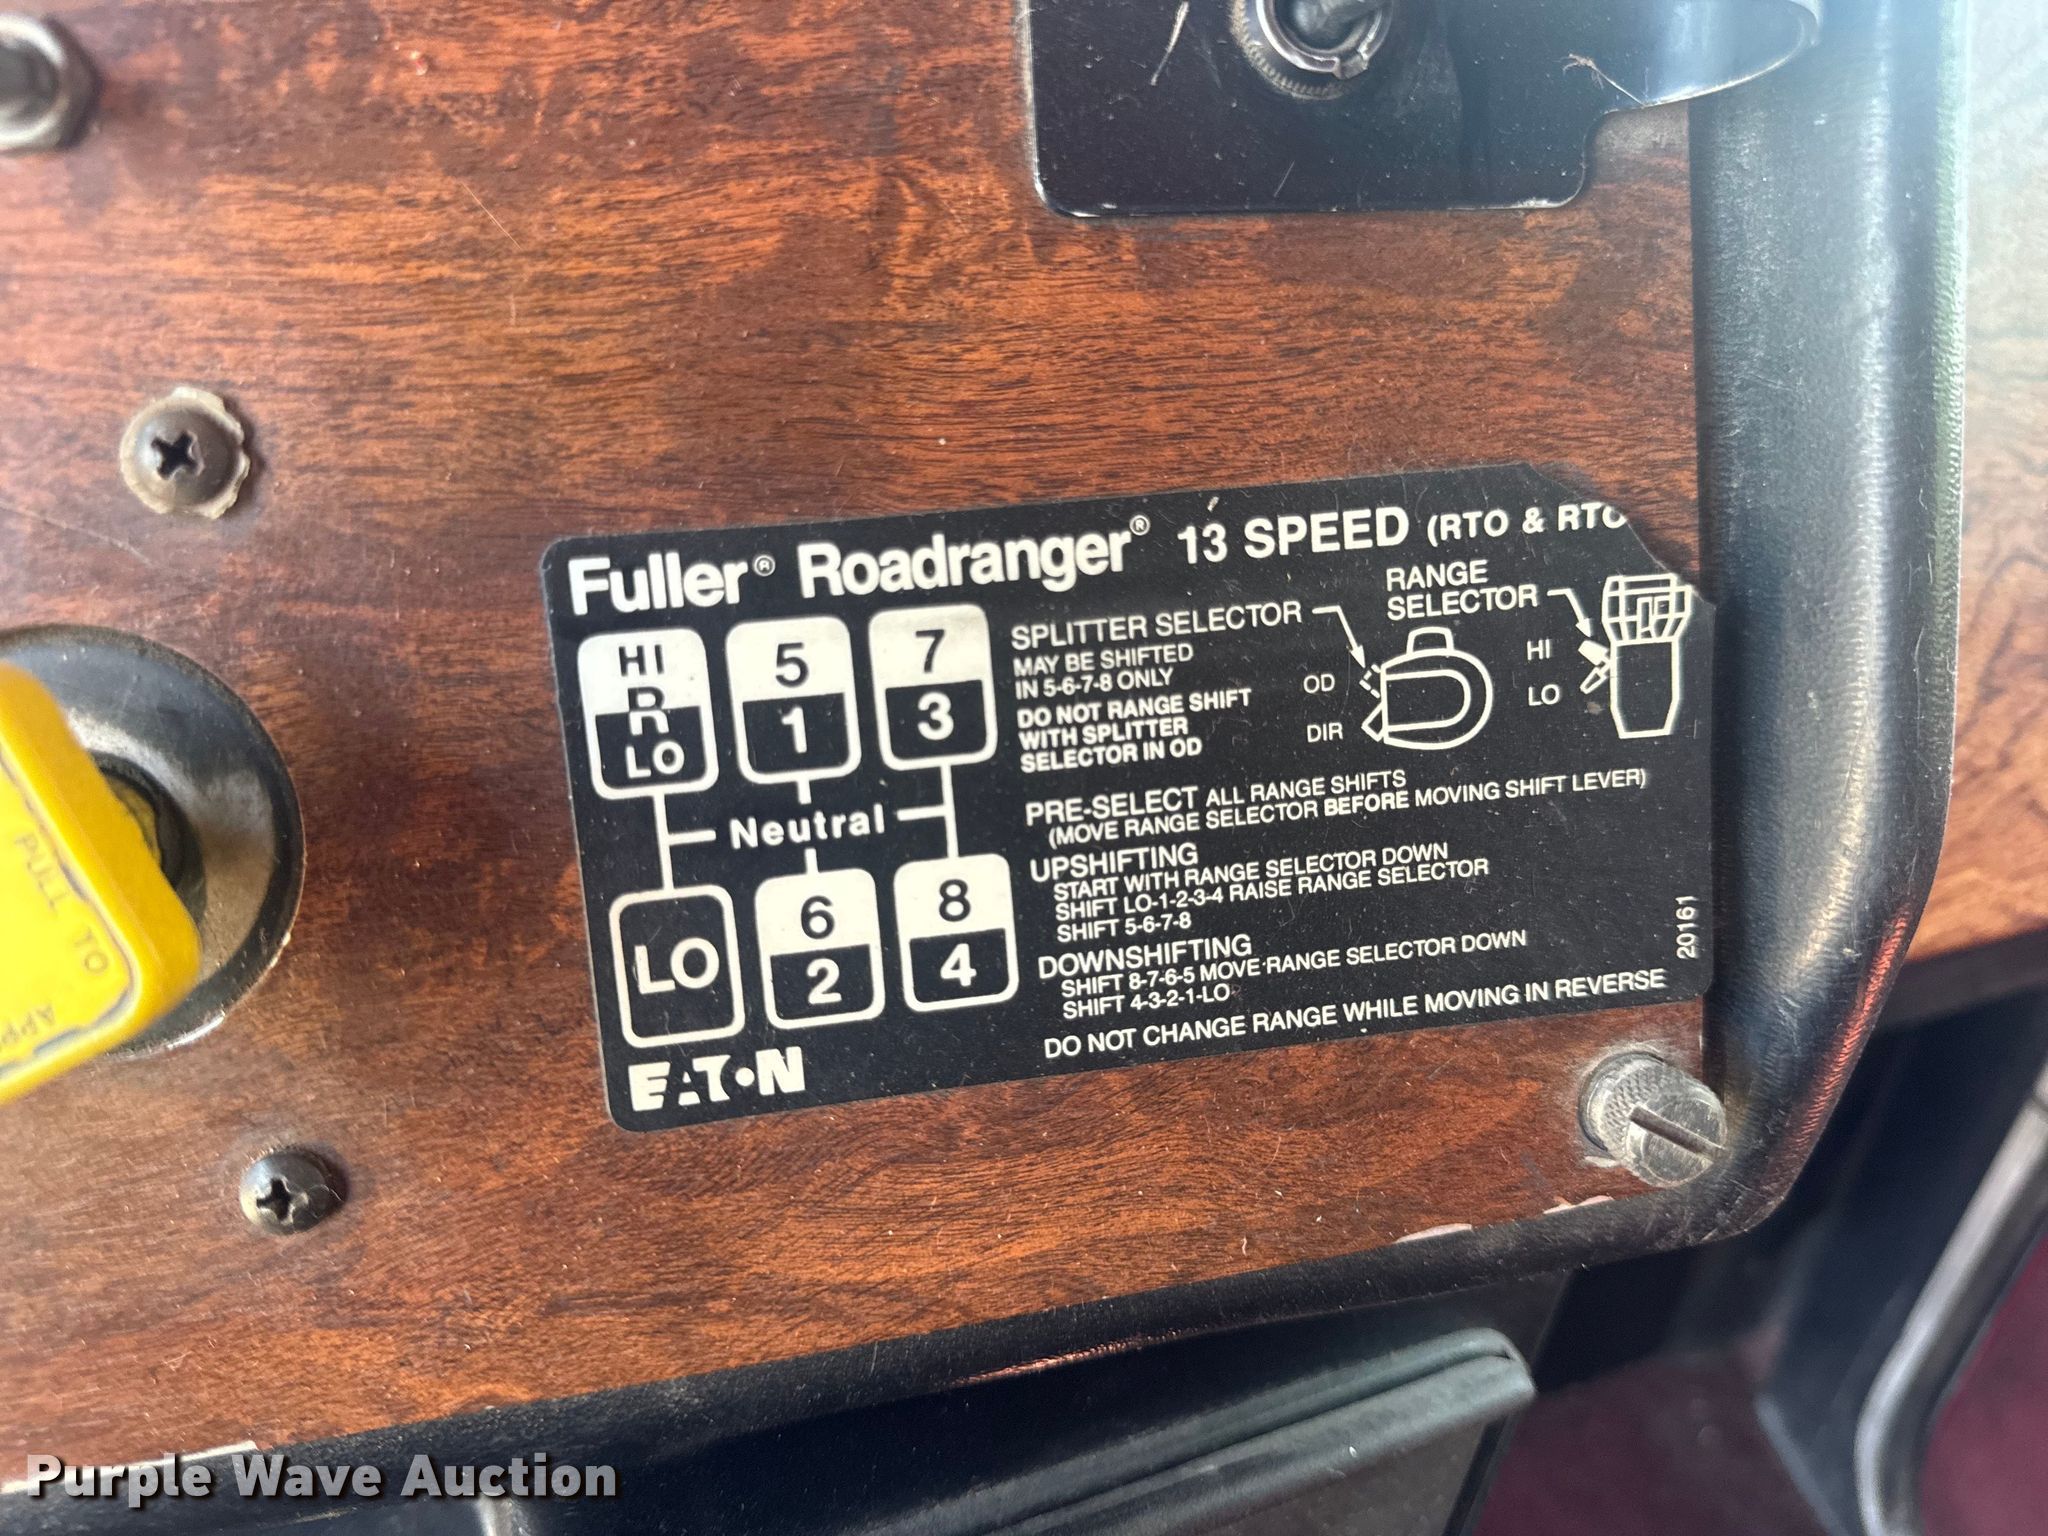 Fuller® Roadranger® 13 SPEED (RTO & RTO
HI
R
LO
5
1
7
3
Neutral
LO
6
2
8
4
EATON
SPLITTER SELECTOR
MAY BE SHIFTED
IN 5-6-7-8 ONLY
DO NOT RANGE SHIFT
WITH SPLITTER
SELECTOR IN OD
OD
DIR
RANGE
SELECTOR
HI
LO
PRE-SELECT ALL RANGE SHIFTS
(MOVE RANGE SELECTOR BEFORE MOVING SHIFT LEVER)
UPSHIFTING
START WITH RANGE SELECTOR DOWN
SHIFT LO-1-2-3-4 RAISE RANGE SELECTOR
SHIFT 5-6-7-8
DOWNSHIFTING
SHIFT 8-7-6-5 MOVE RANGE SELECTOR DOWN
SHIFT 4-3-2-1-LO
DO NOT CHANGE RANGE WHILE MOVING IN REVERSE
20161
PULL TO
Purple Wave Auction